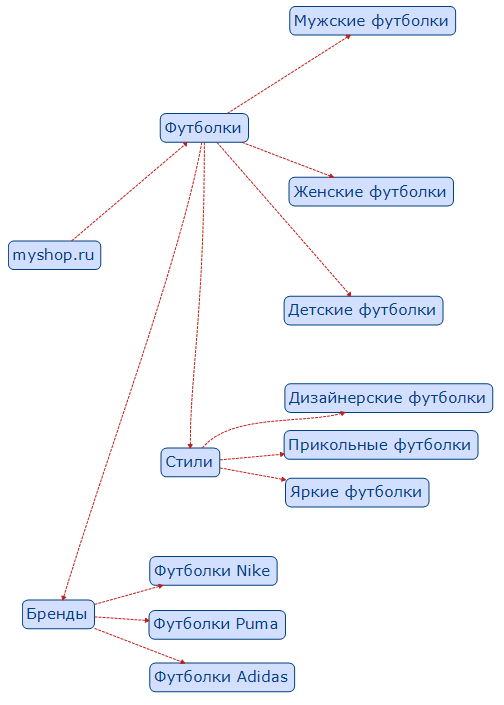 Мужские футболки
Футболки
Женские футболки
myshop.ru
Детские футболки
Дизайнерские футболки
Прикольные футболки
Стили
Яркие футболки
Футболки Nike
Бренды
Футболки Puma
Футболки Adidas